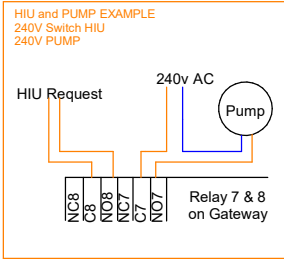 HIU and PUMP EXAMPLE
240V Switch HIU
240V PUMP
240v AC
HIU Request
Pump
NC8
C8
NO8
NC7
C7
NO7
Relay 7 & 8
on Gateway